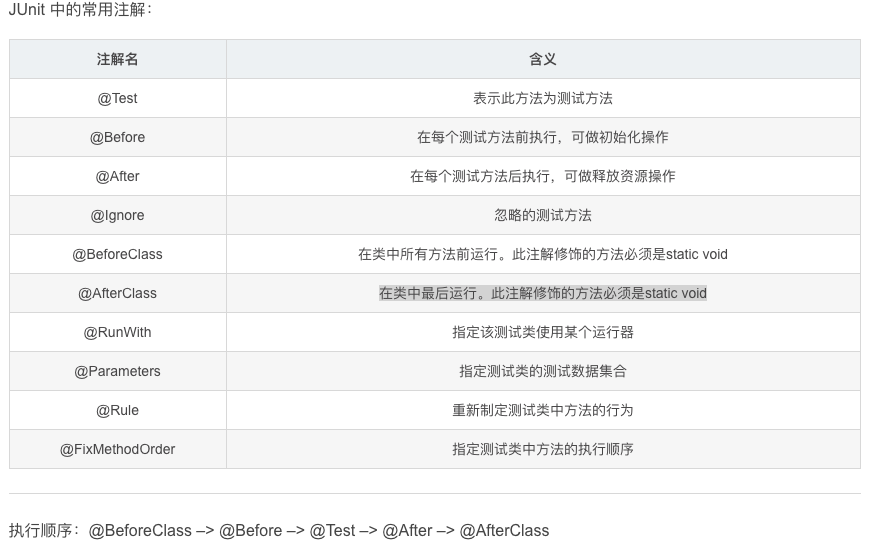 JUnit 中的常用注解：
注解名 含义
@Test 表示此方法为测试方法
@Before 在每个测试方法前执行，可做初始化操作
@After 在每个测试方法后执行，可做释放资源操作
@Ignore 忽略的测试方法
@BeforeClass 在类中所有方法前运行。此注解修饰的方法必须是static void
@AfterClass 在类中最后运行。此注解修饰的方法必须是static void
@RunWith 指定该测试类使用某个运行器
@Parameters 指定测试类的测试数据集合
@Rule 重新制定测试类中方法的行为
@FixMethodOrder 指定测试类中方法的执行顺序
执行顺序：@BeforeClass –> @Before –> @Test –> @After –> @AfterClass